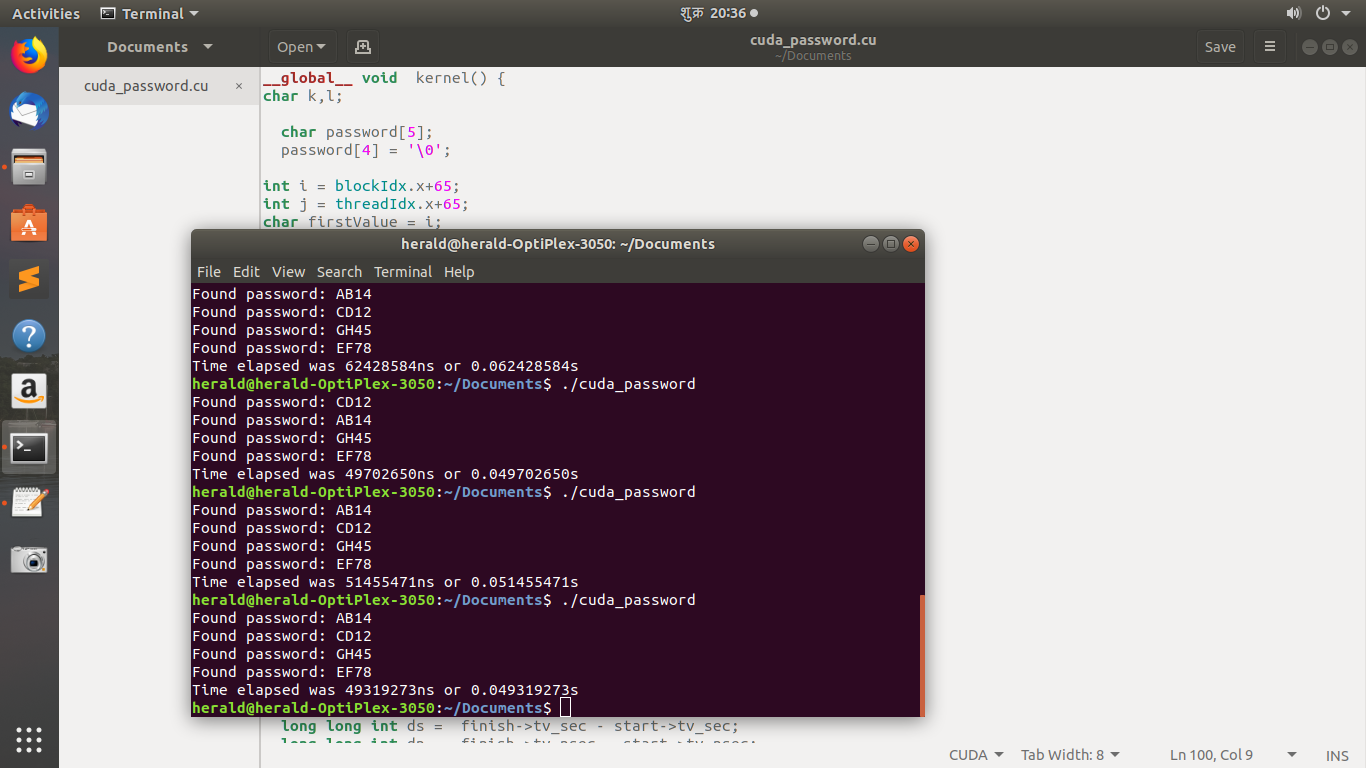 Activities Terminal शुक्र 20:36
Documents Open cuda_password.cu Save
~/Documents
cuda_password.cu ×
__global__ void  kernel() {
char k,l;
  char password[5];
  password[4] = '\0';
int i = blockIdx.x+65;
int j = threadIdx.x+65;
char firstValue = i;
herald@herald-OptiPlex-3050: ~/Documents
File Edit View Search Terminal Help
Found password: AB14
Found password: CD12
Found password: GH45
Found password: EF78
Time elapsed was 62428584ns or 0.062428584s
herald@herald-OptiPlex-3050:~/Documents$ ./cuda_password
Found password: CD12
Found password: AB14
Found password: GH45
Found password: EF78
Time elapsed was 49702650ns or 0.049702650s
herald@herald-OptiPlex-3050:~/Documents$ ./cuda_password
Found password: AB14
Found password: CD12
Found password: GH45
Found password: EF78
Time elapsed was 51455471ns or 0.051455471s
herald@herald-OptiPlex-3050:~/Documents$ ./cuda_password
Found password: AB14
Found password: CD12
Found password: GH45
Found password: EF78
Time elapsed was 49319273ns or 0.049319273s
herald@herald-OptiPlex-3050:~/Documents$
  long long int ds =  finish->tv_sec - start->tv_sec;
CUDA Tab Width: 8 Ln 100, Col 9 INS